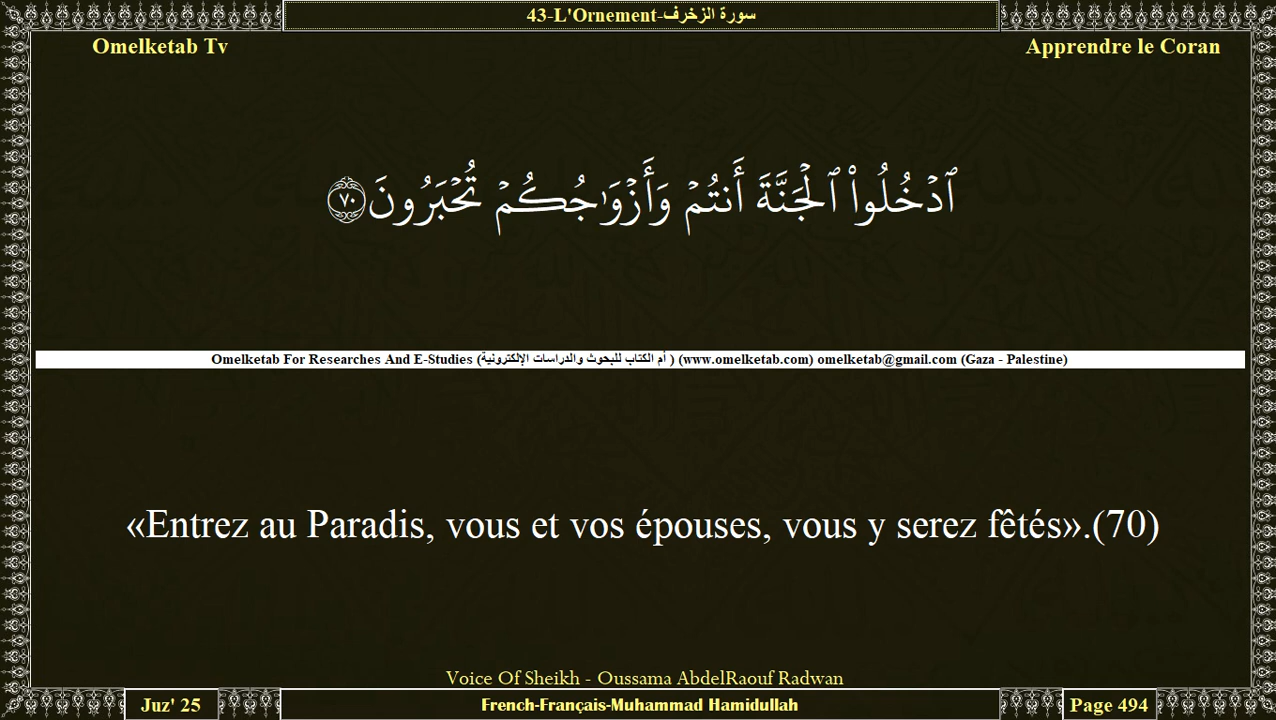 43-L'Ornement-سورة الزخرف
Omelketab Tv
Apprendre le Coran
ٱدۡخُلُواْ ٱلۡجَنَّةَ أَنتُمۡ وَأَزۡوَٰجُكُمۡ تُحۡبَرُونَ ٧٠
Omelketab For Researches And E-Studies (أم الكتاب للبحوث والدراسات الإلكترونية ) (www.omelketab.com) omelketab@gmail.com (Gaza - Palestine)
«Entrez au Paradis, vous et vos épouses, vous y serez fêtés».(70)
Voice Of Sheikh - Oussama AbdelRaouf Radwan
Juz' 25
French-Français-Muhammad Hamidullah
Page 494